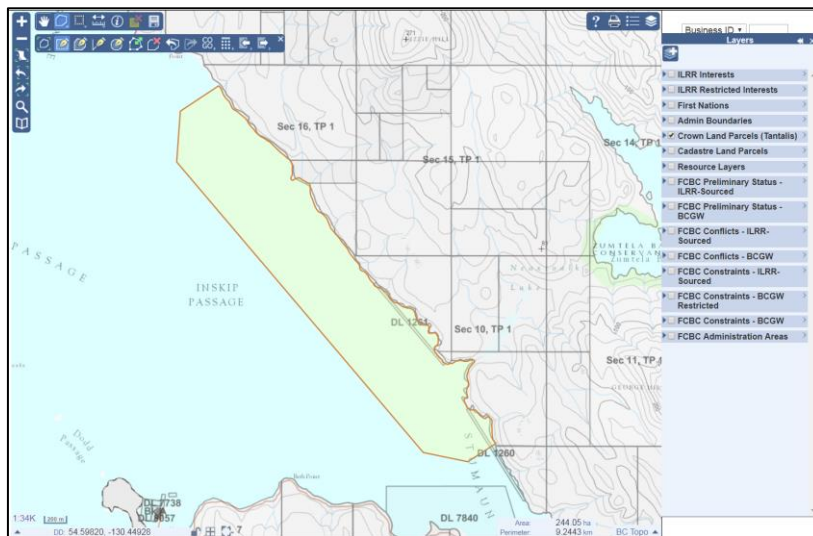 Business ID
Layers
ILRR Interests
ILRR Restricted Interests
First Nations
Admin Boundaries
Crown Land Parcels (Tantalis)
Cadastre Land Parcels
Resource Layers
FCBC Preliminary Status -
ILRR-Sourced
FCBC Preliminary Status -
BCGW
FCBC Conflicts - ILRR-
Sourced
FCBC Conflicts - BCGW
FCBC Constraints - ILRR-
Sourced
FCBC Constraints - BCGW
Restricted
FCBC Constraints - BCGW
FCBC Administration Areas
271
Sec 16, TP 1
Sec 15, TP 1
Sec 14, TP 1
PASSAGE
INSKIP
PASSAGE
Lake
DL 1261
Sec 10, TP 1
Sec 11, TP
Dodd
Passage
DL 1260
DL 7840
1:34K
200 m
DD: 54.59820, -130.44928
Area: 244.05 ha
Perimeter: 9.2443 km
BC Topo